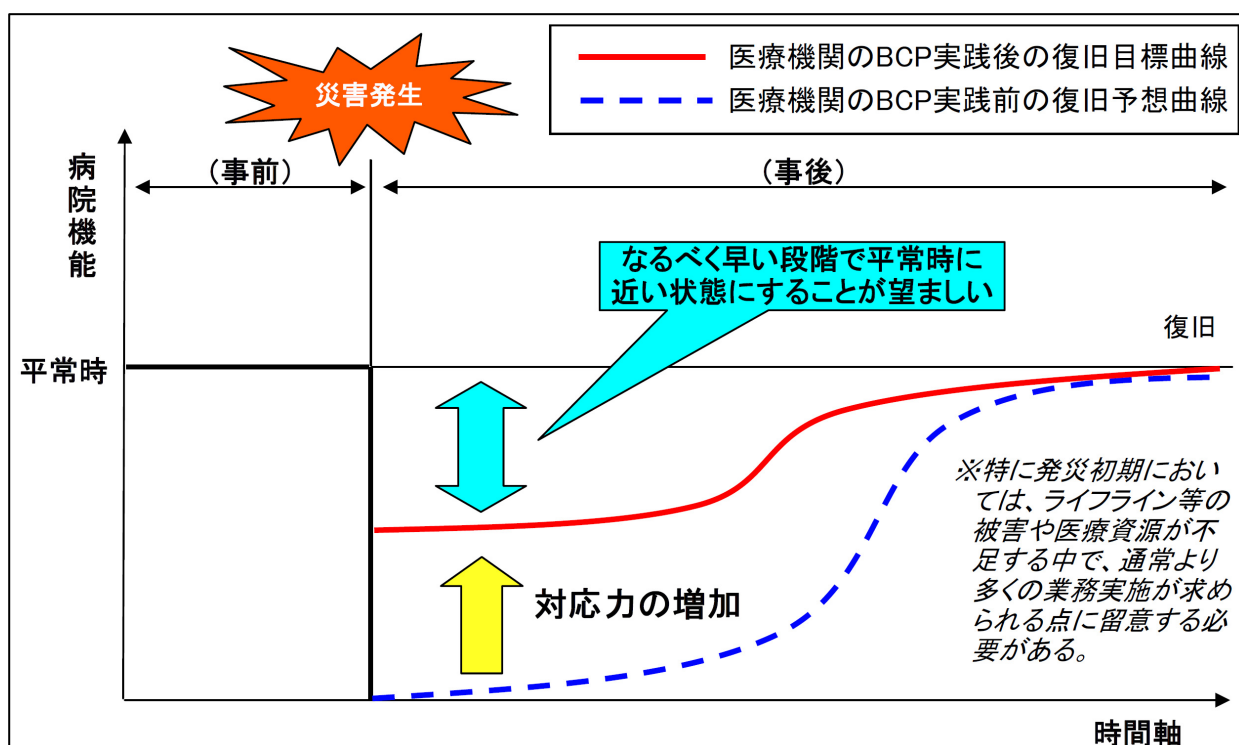 災害発生
医療機関のBCP実践後の復旧目標曲線
医療機関のBCP実践前の復旧予想曲線
病院機能
(事前)
(事後)
なるべく早い段階で平常時に
近い状態にすることが望ましい
復旧
平常時
※特に発災初期におい
ては、ライフライン等の
被害や医療資源が不
足する中で、通常より
多くの業務実施が求め
られる点に留意する必
要がある。
対応力の増加
時間軸